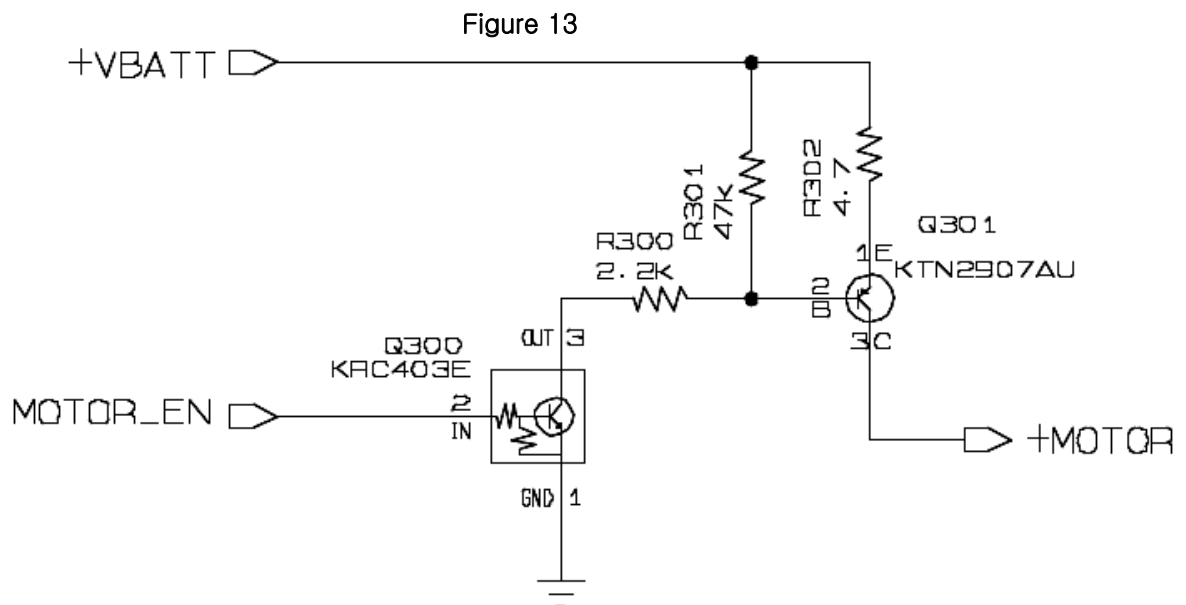 Figure 13
+VBATT
R301
47K
R302
4.7
Q301
KTN2907AU
1E
2
B
3C
R300
2.2K
OUT 3
Q300
KRC403E
2
IN
MOTOR_EN
GND 1
+MOTOR